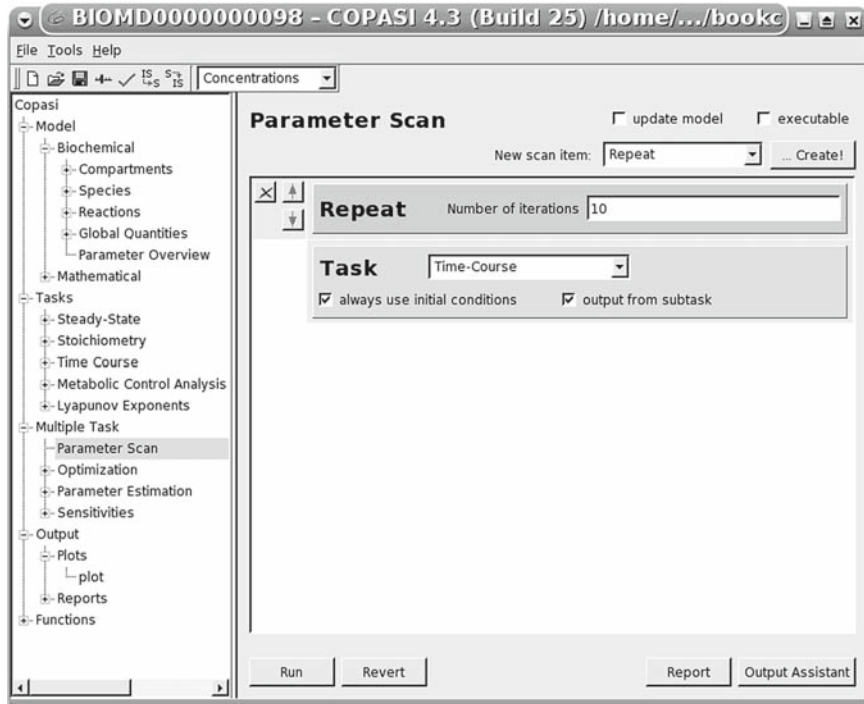 BIOMD0000000098 – COPASI 4.3 (Build 25) /home/.../bookc
File Tools Help
Concentrations
Copasi
Model
Biochemical
Compartments
Species
Reactions
Global Quantities
Parameter Overview
Mathematical
Tasks
Steady-State
Stoichiometry
Time Course
Metabolic Control Analysis
Lyapunov Exponents
Multiple Task
Parameter Scan
Optimization
Parameter Estimation
Sensitivities
Output
Plots
plot
Reports
Functions
Parameter Scan
update model
executable
New scan item: Repeat ... Create!
Repeat Number of iterations 10
Task Time-Course
always use initial conditions output from subtask
Run Revert Report Output Assistant